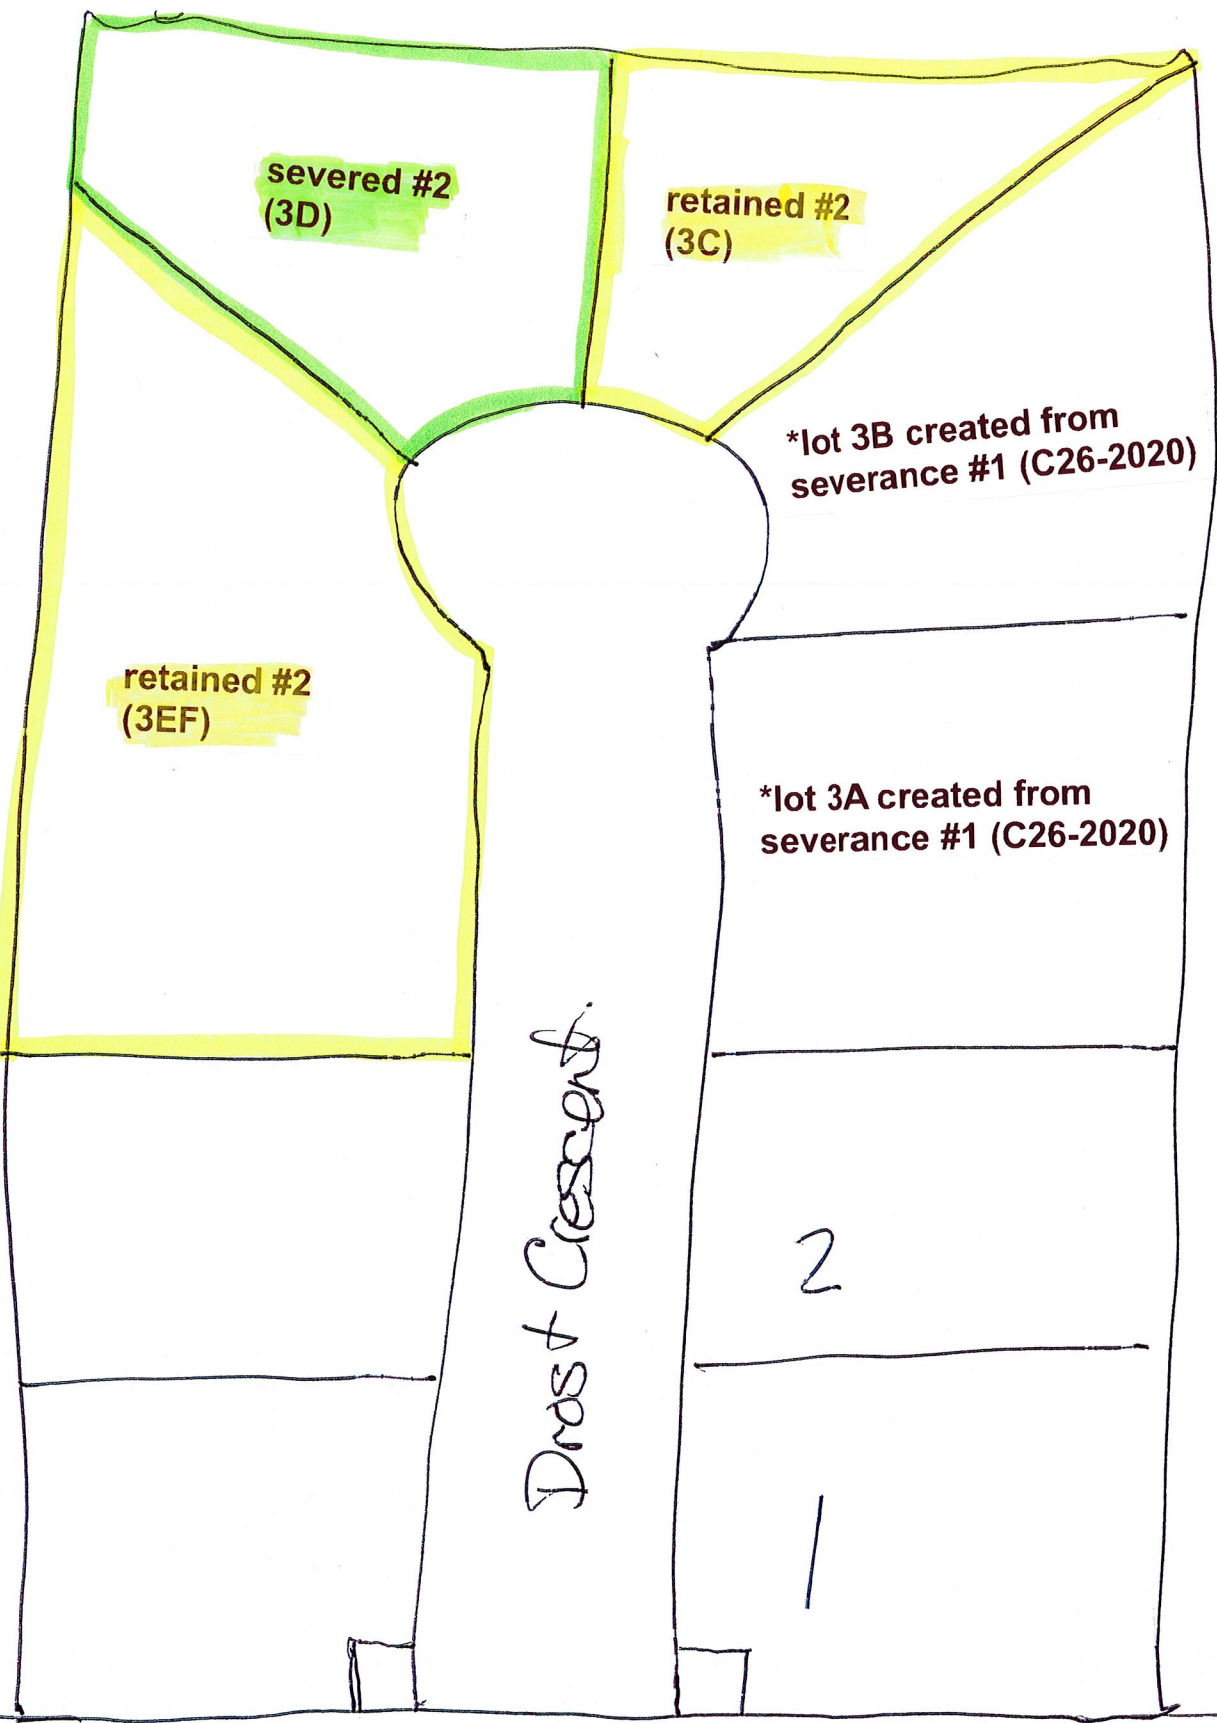 severed #2
(3D)
retained #2
(3C)
*lot 3B created from
severance #1 (C26-2020)
retained #2
(3EF)
*lot 3A created from
severance #1 (C26-2020)
Drost Crescent.
2
1